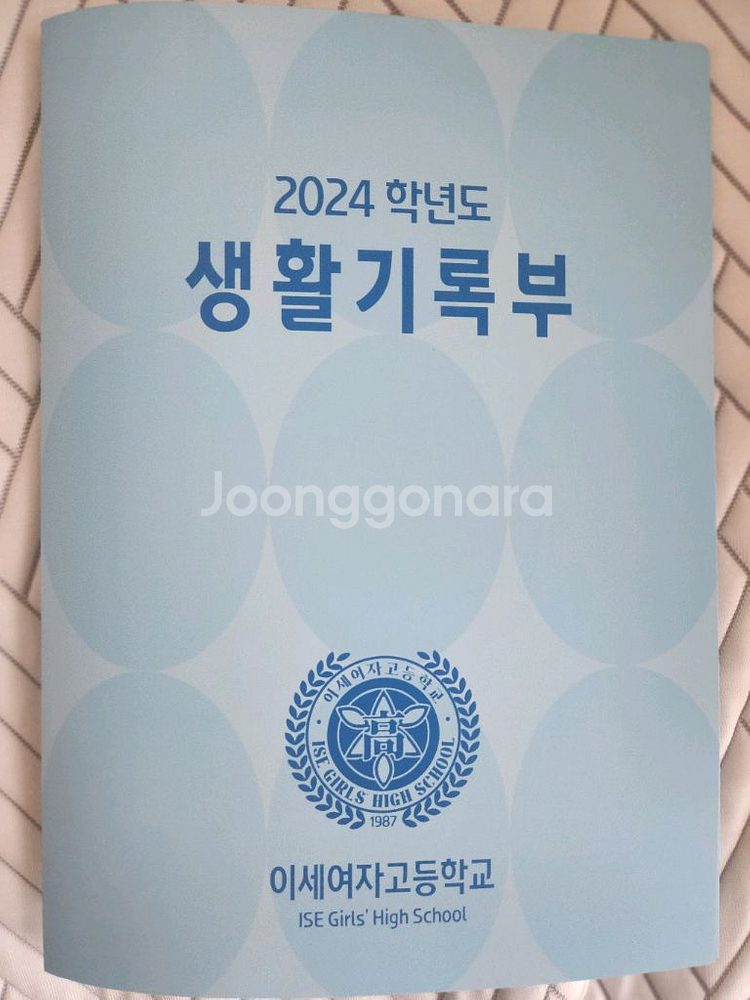 2024 학년도
생활기록부
Joonggonara
이세여자고등학교
高
ISE GIRLS HIGH SCHOOL
1987
이세여자고등학교
ISE Girls' High School